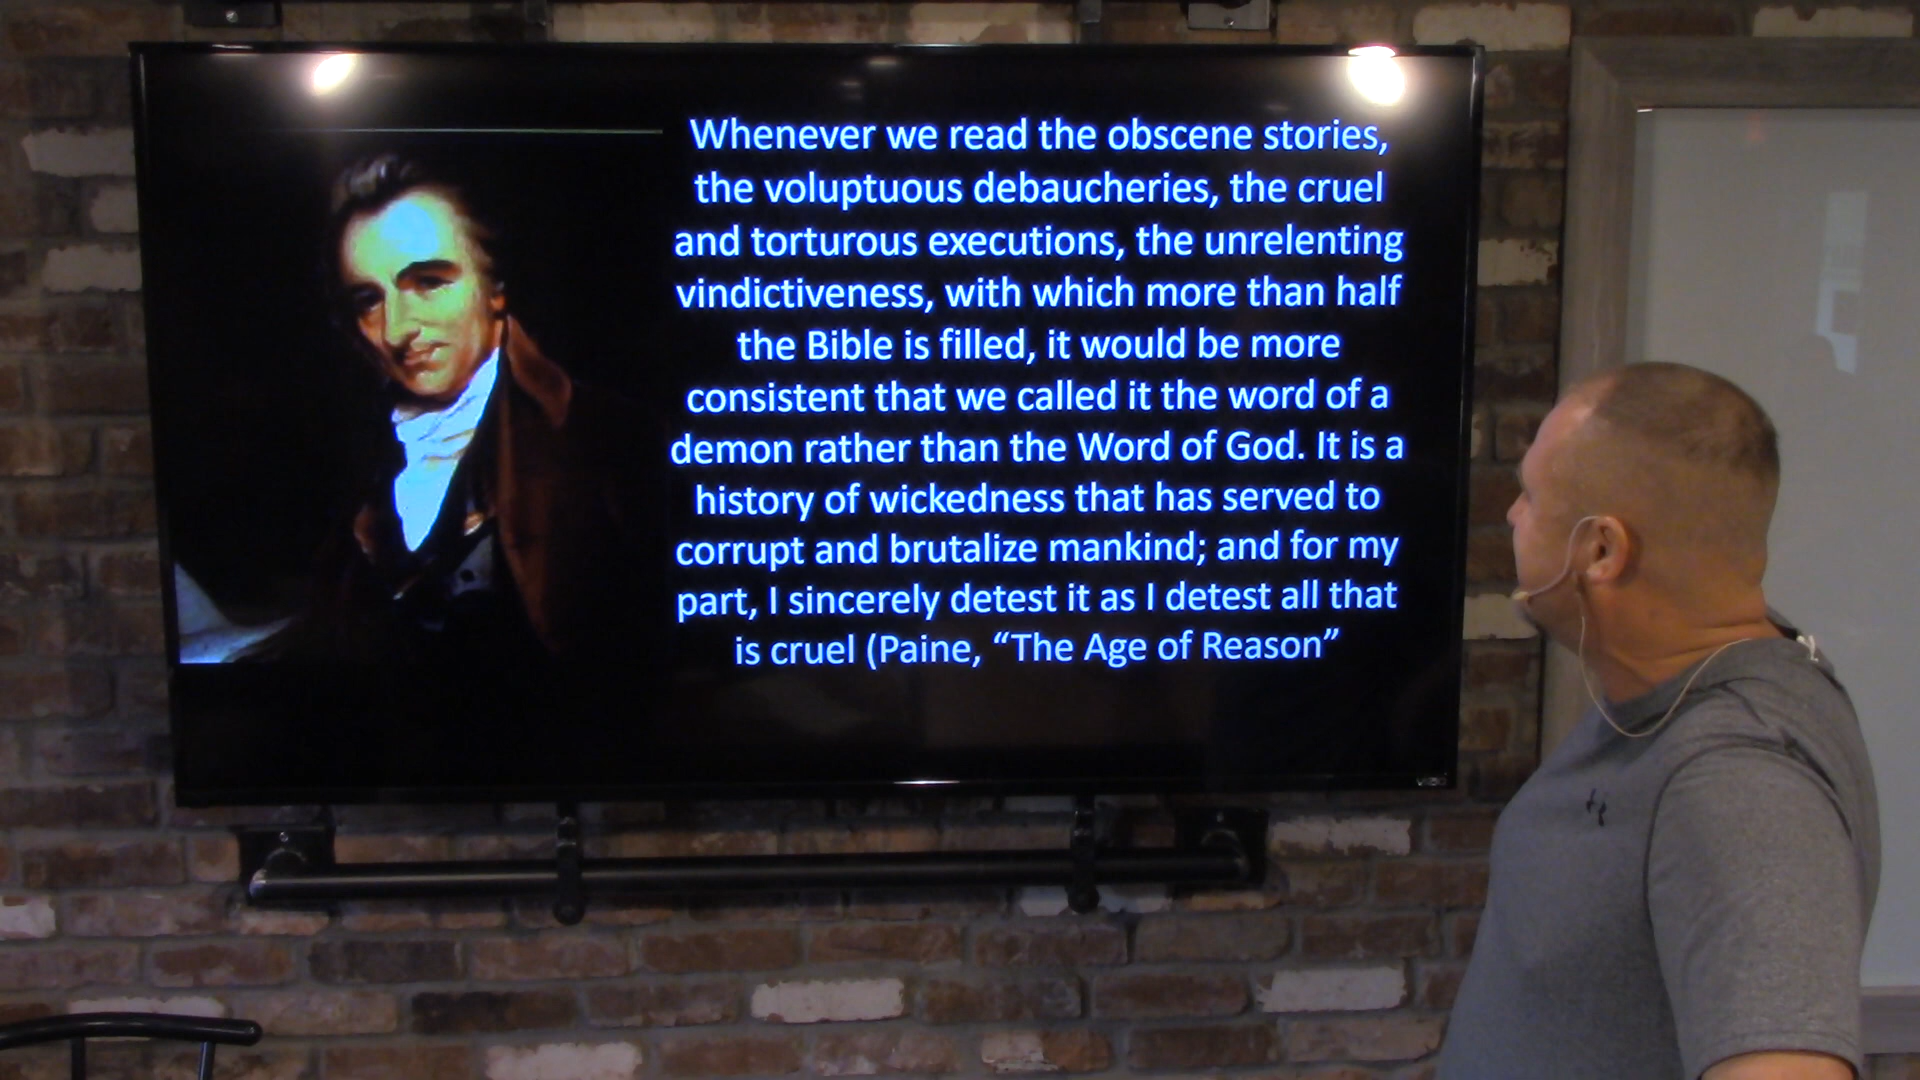 Whenever we read the obscene stories,
the voluptuous debaucheries, the cruel
and torturous executions, the unrelenting
vindictiveness, with which more than half
the Bible is filled, it would be more
consistent that we called it the word of a
demon rather than the Word of God. It is a
history of wickedness that has served to
corrupt and brutalize mankind; and for my
part, I sincerely detest it as I detest all that
is cruel (Paine, “The Age of Reason”
VIZIO